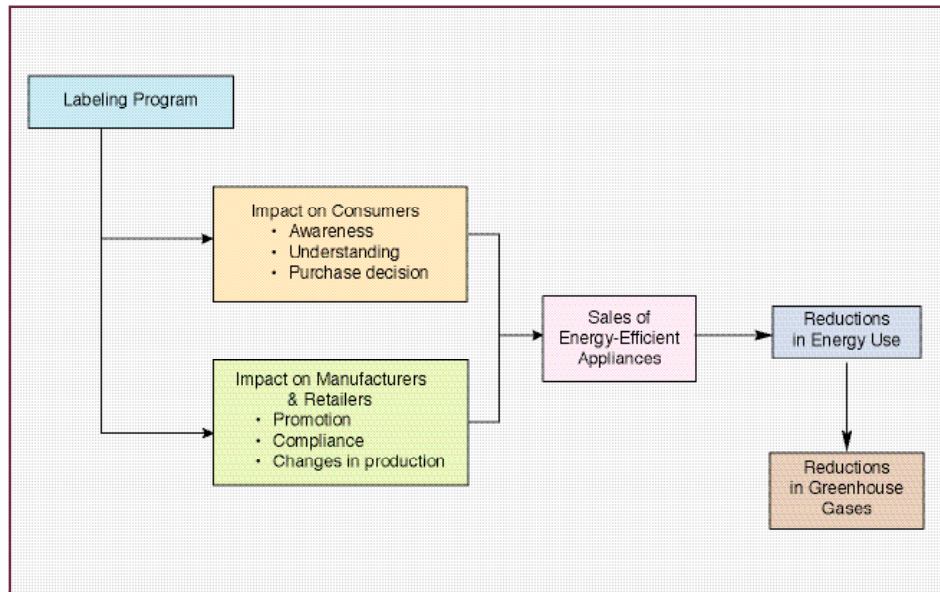 Labeling Program
Impact on Consumers
• Awareness
• Understanding
• Purchase decision
Impact on Manufacturers
& Retailers
• Promotion
• Compliance
• Changes in production
Sales of
Energy-Efficient
Appliances
Reductions
in Energy Use
Reductions
in Greenhouse
Gases